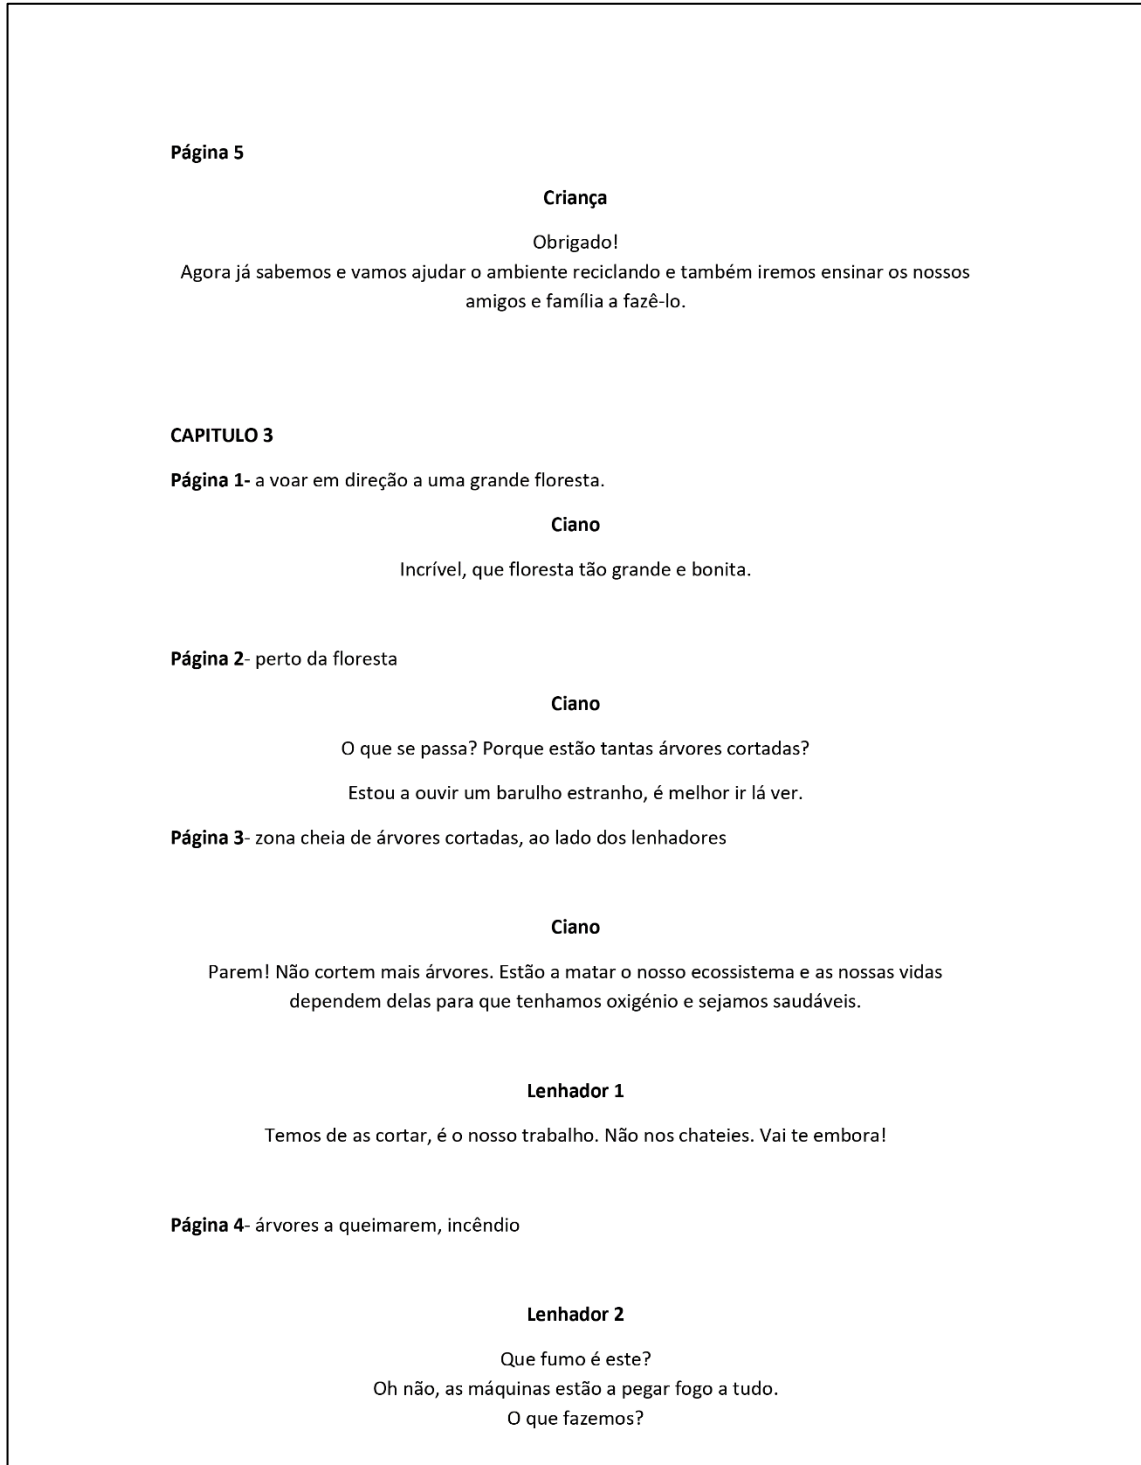 Página 5
Criança
Obrigado!
Agora já sabemos e vamos ajudar o ambiente reciclando e também iremos ensinar os nossos
amigos e família a fazê-lo.
CAPITULO 3
Página 1- a voar em direção a uma grande floresta.
Ciano
Incrível, que floresta tão grande e bonita.
Página 2- perto da floresta
Ciano
O que se passa? Porque estão tantas árvores cortadas?
Estou a ouvir um barulho estranho, é melhor ir lá ver.
Página 3- zona cheia de árvores cortadas, ao lado dos lenhadores
Ciano
Parem! Não cortem mais árvores. Estão a matar o nosso ecossistema e as nossas vidas
dependem delas para que tenhamos oxigénio e sejamos saudáveis.
Lenhador 1
Temos de as cortar, é o nosso trabalho. Não nos chateies. Vai te embora!
Página 4- árvores a queimarem, incêndio
Lenhador 2
Que fumo é este?
Oh não, as máquinas estão a pegar fogo a tudo.
O que fazemos?